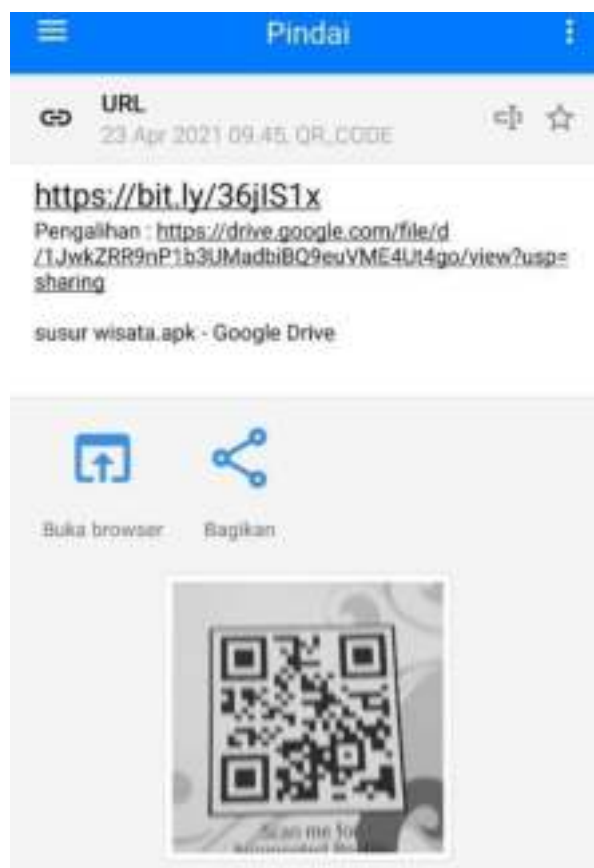 Pindai
URL
23 Apr 2021 09.45, QR_CODE
https://bit.ly/36jIS1x
Pengalihan : https://drive.google.com/file/d
/1JwkZRR9nP1b3UMadbiBQ9euVME4Ut4go/view?usp=
sharing
susur wisata.apk - Google Drive
Buka browser
Bagikan
Scan me for